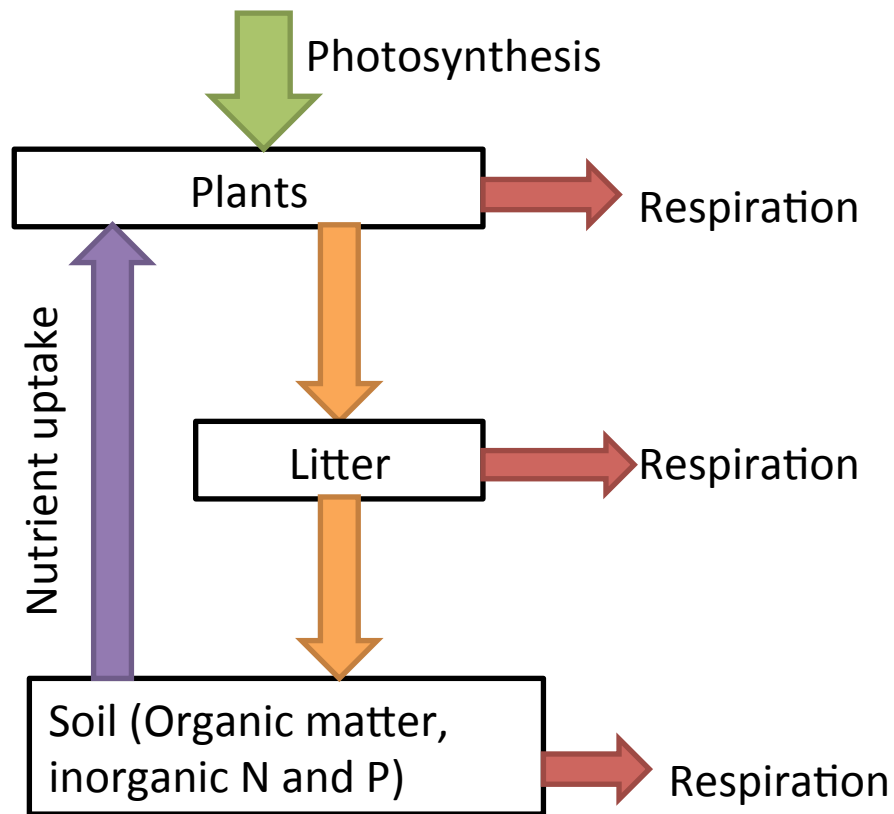 Photosynthesis
Plants
Respiration
Nutrient uptake
Litter
Respiration
Soil (Organic matter,
inorganic N and P)
Respiration